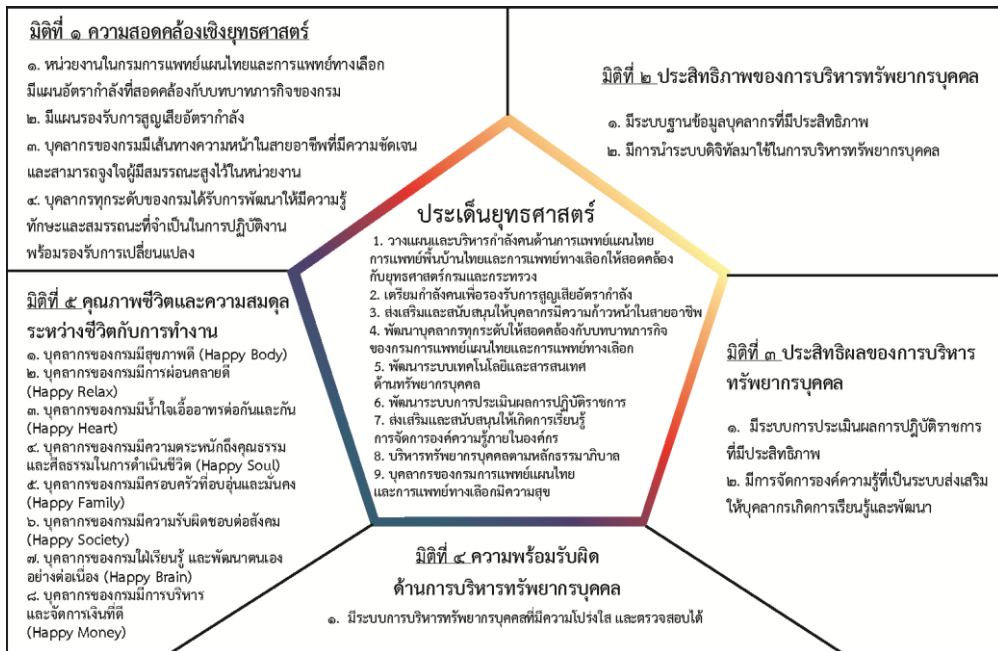 มิติที่ ๑ ความสอดคล้องเชิงยุทธศาสตร์
๑. หน่วยงานในกรมการแพทย์แผนไทยและการแพทย์ทางเลือก
มีแผนอัตรากำลังที่สอดคล้องกับบทบาทภารกิจของกรม
๒. มีแผนรองรับการสูญเสียอัตรากำลัง
๓. บุคลากรของกรมมีเส้นทางความหน้าในสายอาชีพที่มีความชัดเจน
และสามารถจูงใจผู้มีสมรรถนะสูงไว้ในหน่วยงาน
๔. บุคลากรทุกระดับของกรมได้รับการพัฒนาให้มีความรู้
ทักษะและสมรรถนะที่จำเป็นในการปฏิบัติงาน
พร้อมรองรับการเปลี่ยนแปลง
มิติที่ ๒ ประสิทธิภาพของการบริหารทรัพยากรบุคคล
๑. มีระบบฐานข้อมูลบุคลากรที่มีประสิทธิภาพ
๒. มีการนำระบบดิจิทัลมาใช้ในการบริหารทรัพยากรบุคคล
ประเด็นยุทธศาสตร์
1. วางแผนและบริหารกำลังคนด้านการแพทย์แผนไทย
การแพทย์พื้นบ้านไทยและการแพทย์ทางเลือกให้สอดคล้อง
กับยุทธศาสตร์กรมและกระทรวง
2. เตรียมกำลังคนเพื่อรองรับการสูญเสียอัตรากำลัง
3. ส่งเสริมและสนับสนุนให้บุคลากรมีความก้าวหน้าในสายอาชีพ
4. พัฒนาบุคลากรทุกระดับให้สอดคล้องกับบทบาทภารกิจ
ของกรมการแพทย์แผนไทยและการแพทย์ทางเลือก
5. พัฒนาระบบเทคโนโลยีและสารสนเทศ
ด้านทรัพยากรบุคคล
6. พัฒนาระบบการประเมินผลการปฏิบัติราชการ
7. ส่งเสริมและสนับสนุนให้เกิดการเรียนรู้
การจัดการองค์ความรู้ภายในองค์กร
8. บริหารทรัพยากรบุคคลตามหลักธรรมาภิบาล
9. บุคลากรของกรมการแพทย์แผนไทย
และการแพทย์ทางเลือกมีความสุข
มิติที่ ๓ ประสิทธิผลของการบริหาร
ทรัพยากรบุคคล
๑. มีระบบการประเมินผลการปฏิบัติราชการ
ที่มีประสิทธิภาพ
๒. มีการจัดการองค์ความรู้ที่เป็นระบบส่งเสริม
ให้บุคลากรเกิดการเรียนรู้และพัฒนา
มิติที่ ๔ ความพร้อมรับผิด
ด้านการบริหารทรัพยากรบุคคล
๑. มีระบบการบริหารทรัพยากรบุคคลที่มีความโปร่งใส และตรวจสอบได้
มิติที่ ๕ คุณภาพชีวิตและความสมดุล
ระหว่างชีวิตกับการทำงาน
๑. บุคลากรของกรมมีสุขภาพดี (Happy Body)
๒. บุคลากรของกรมมีการผ่อนคลายดี
(Happy Relax)
๓. บุคลากรของกรมมีน้ำใจเอื้ออาทรต่อกันและกัน
(Happy Heart)
๔. บุคลากรของกรมมีความตระหนักถึงคุณธรรม
และศีลธรรมในการดำเนินชีวิต (Happy Soul)
๕. บุคลากรของกรมมีครอบครัวที่อบอุ่นและมั่นคง
(Happy Family)
๖. บุคลากรของกรมมีความรับผิดชอบต่อสังคม
(Happy Society)
๗. บุคลากรของกรมใฝ่เรียนรู้ และพัฒนาตนเอง
อย่างต่อเนื่อง (Happy Brain)
๘. บุคลากรของกรมมีการบริหาร
และจัดการเงินที่ดี
(Happy Money)